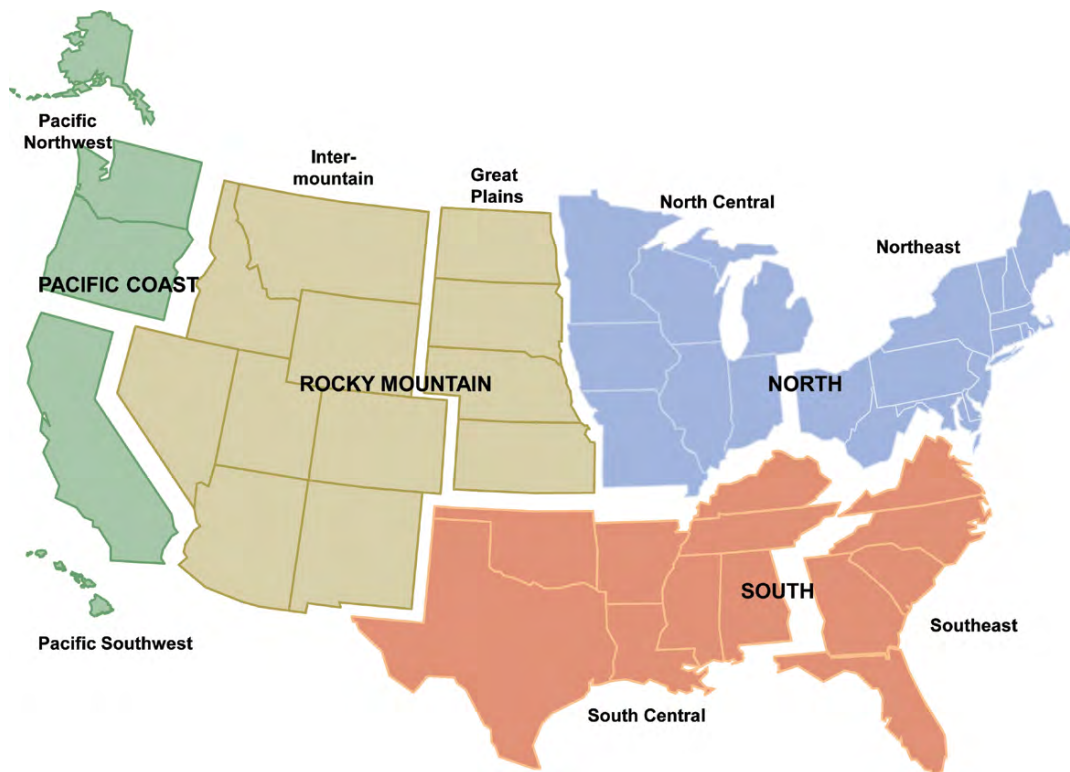 Pacific
Northwest
Inter-
mountain
Great
Plains
North Central
Northeast
PACIFIC COAST
ROCKY MOUNTAIN
NORTH
SOUTH
Southeast
Pacific Southwest
South Central